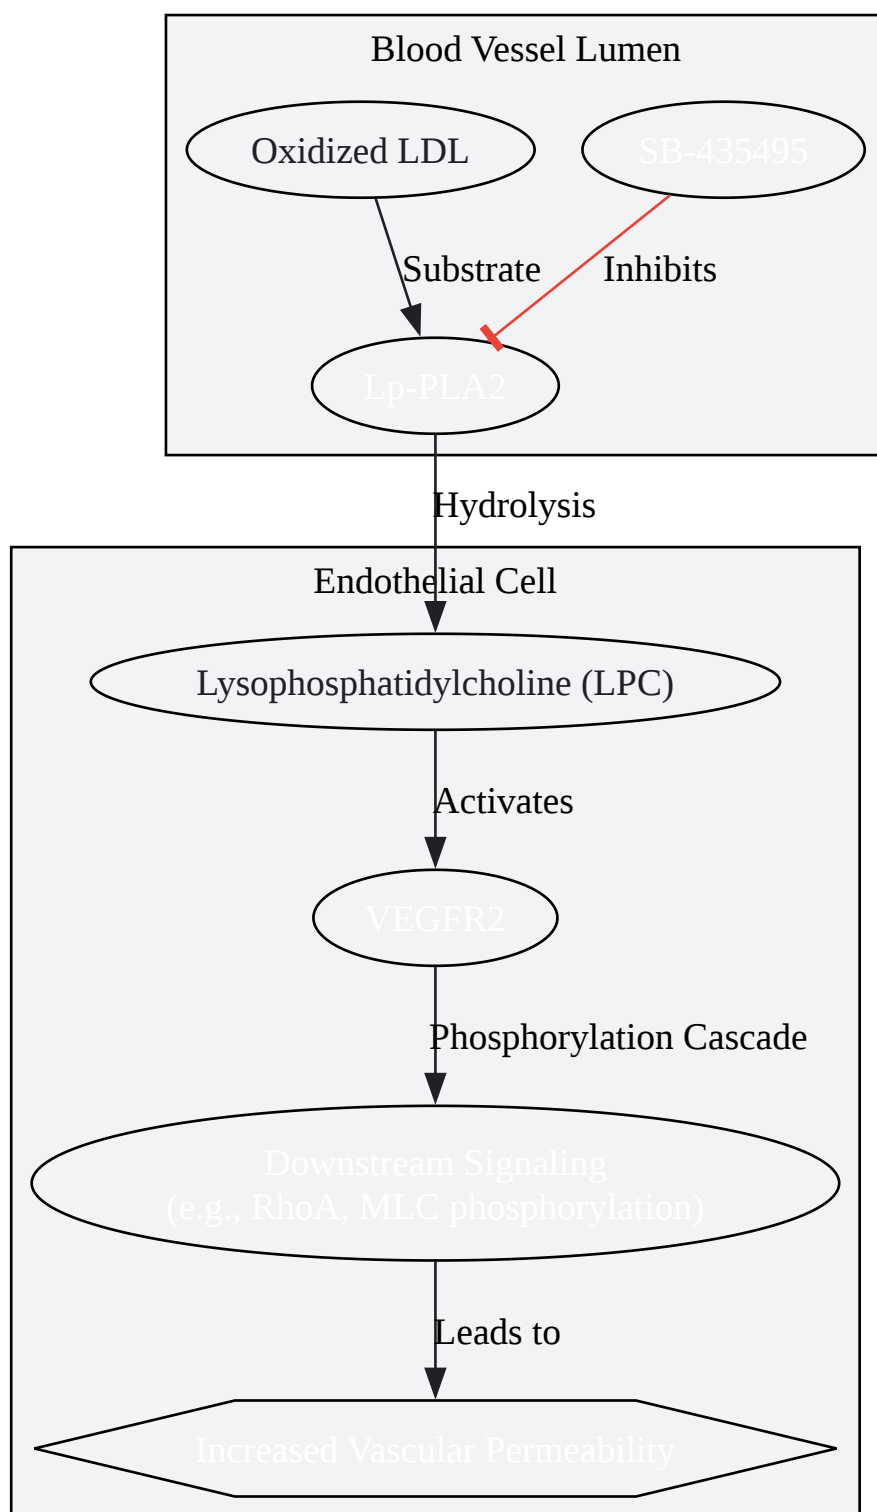 Blood Vessel Lumen
Oxidized LDL
SB-435495
Substrate
Inhibits
Lp-PLA2
Hydrolysis
Endothelial Cell
Lysophosphatidylcholine (LPC)
Activates
VEGFR2
Phosphorylation Cascade
Downstream Signaling
(e.g., RhoA, MLC phosphorylation)
Leads to
Increased Vascular Permeability